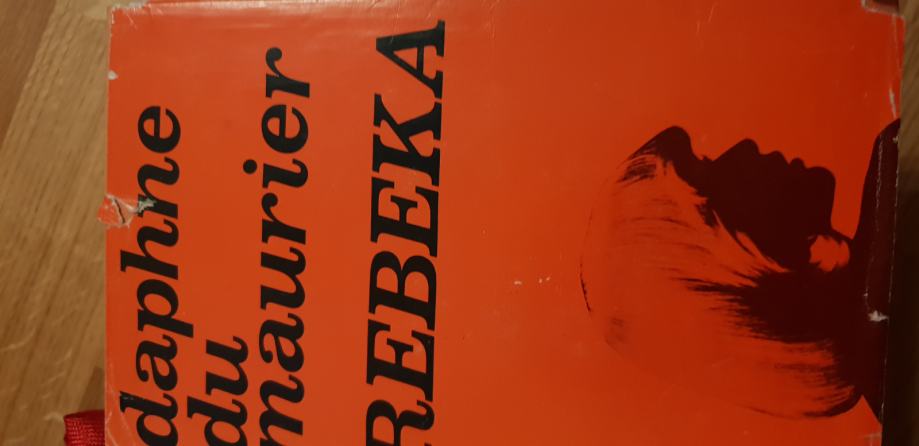 daphne
du
maurier
REBEKA